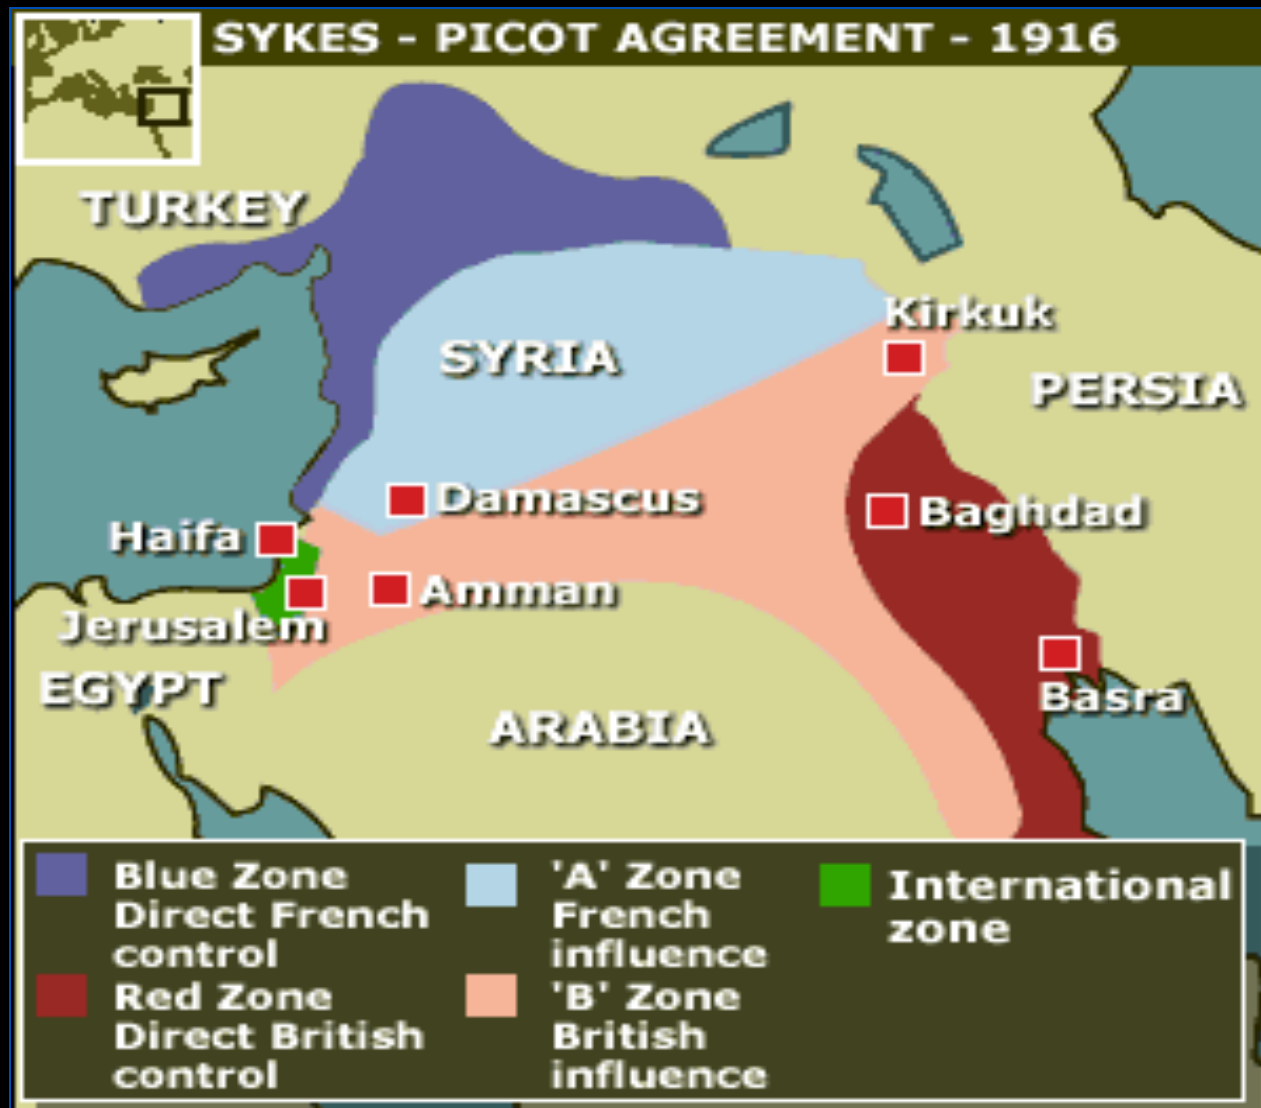 SYKES - PICOT AGREEMENT - 1916
TURKEY
Kirkuk
SYRIA
PERSIA
Damascus
Baghdad
Haifa
Amman
Jerusalem
EGYPT
Basra
ARABIA
Blue Zone
Direct French
control
'A' Zone
French
influence
International
zone
Red Zone
Direct British
control
'B' Zone
British
influence